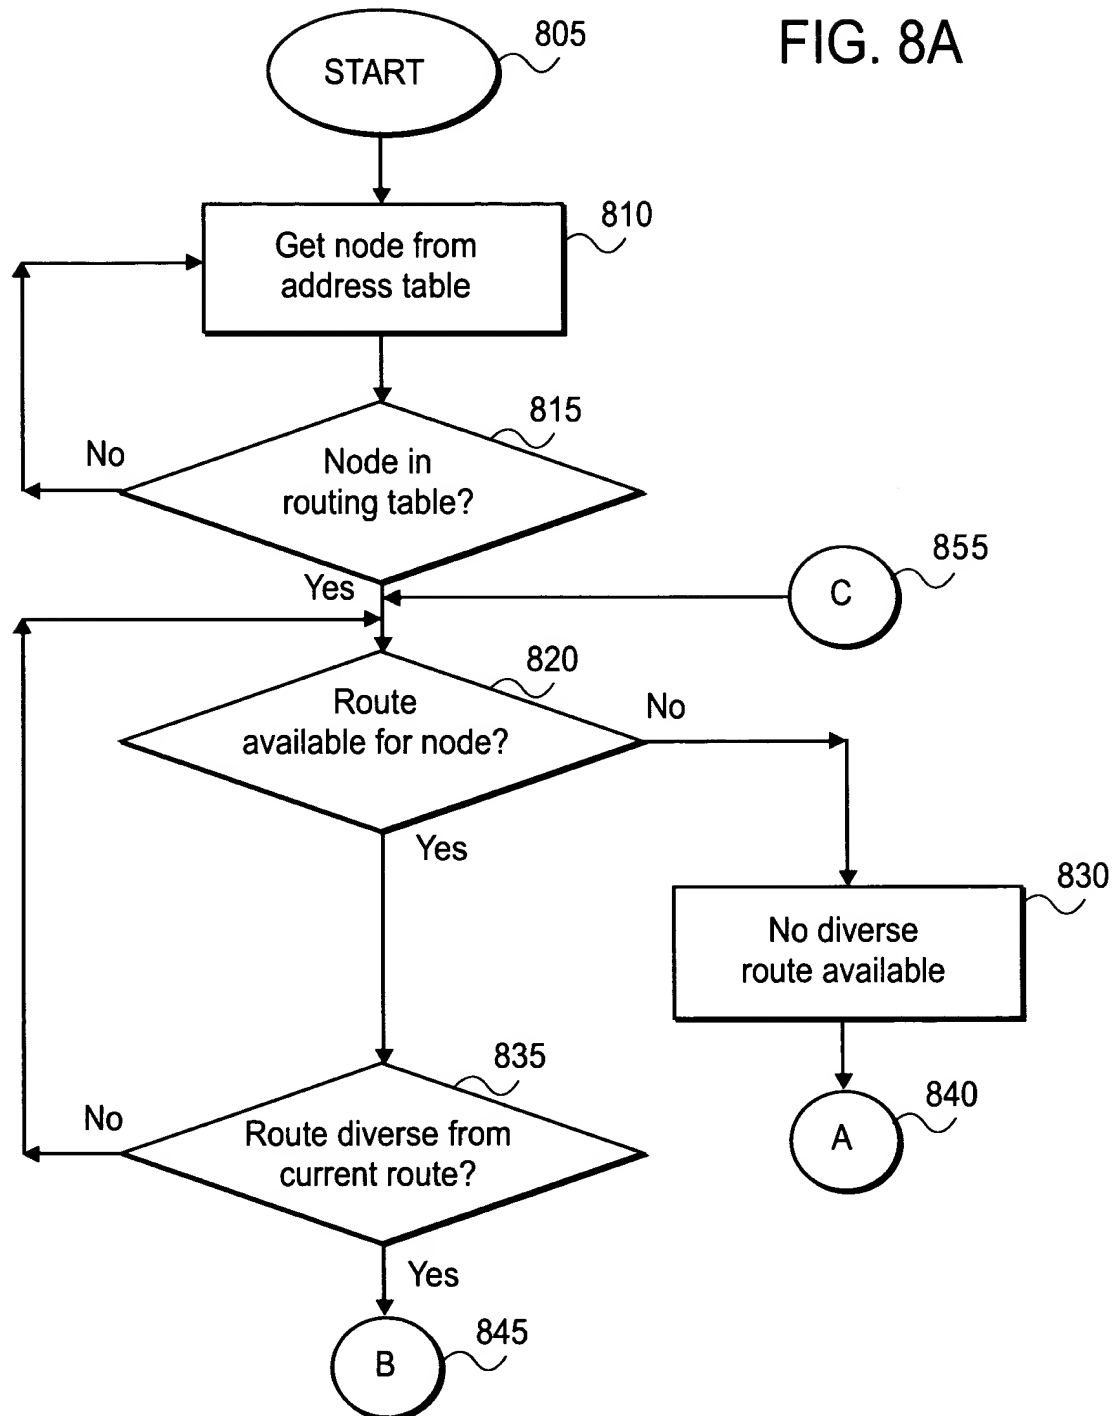 FIG. 8A
805
START
810
Get node from
address table
815
No
Node in
routing table?
Yes
855
C
820
Route
available for node?
No
Yes
830
No diverse
route available
835
No
Route diverse from
current route?
840
A
Yes
845
B